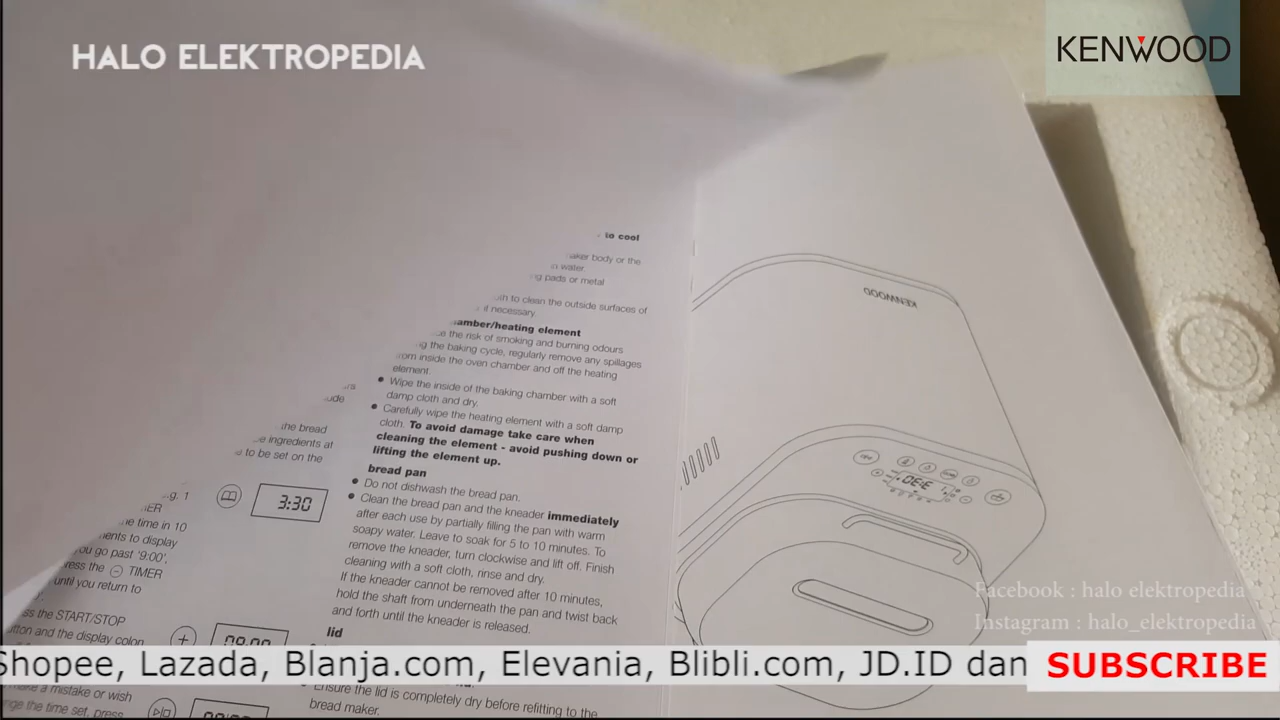 HALO ELEKTROPEDIA
KENWOOD
to cool
body or the
in water.
pads or metal
to clean the outside surfaces of
if necessary.
heating element
the risk of smoking and burning odours
the baking cycle, regularly remove any spillages
from inside the oven chamber and off the heating
element.
● Wipe the inside of the baking chamber with a soft
damp cloth and dry.
● Carefully wipe the heating element with a soft damp
cloth. To avoid damage take care when
cleaning the element - avoid pushing down or
lifting the element up.
bread pan
● Do not dishwash the bread pan.
● Clean the bread pan and the kneader immediately
after each use by partially filling the pan with warm
soapy water. Leave to soak for 5 to 10 minutes. To
remove the kneader, turn clockwise and lift off. Finish
cleaning with a soft cloth, rinse and dry.
If the kneader cannot be removed after 10 minutes,
hold the shaft from underneath the pan and twist back
and forth until the kneader is released.
lid
Ensure the lid is completely dry before refitting to the
bread maker.
the bread
ingredients at
to be set on the
1
3:30
time in 10
to display
go past '9:00',
the − TIMER
until you return to
the START/STOP
and the display colon
make a mistake or wish
the time set, press
KENWOOD
Facebook : halo elektropedia
Instagram : halo_elektropedia
Shopee, Lazada, Blanja.com, Elevania, Blibli.com, JD.ID dan
SUBSCRIBE